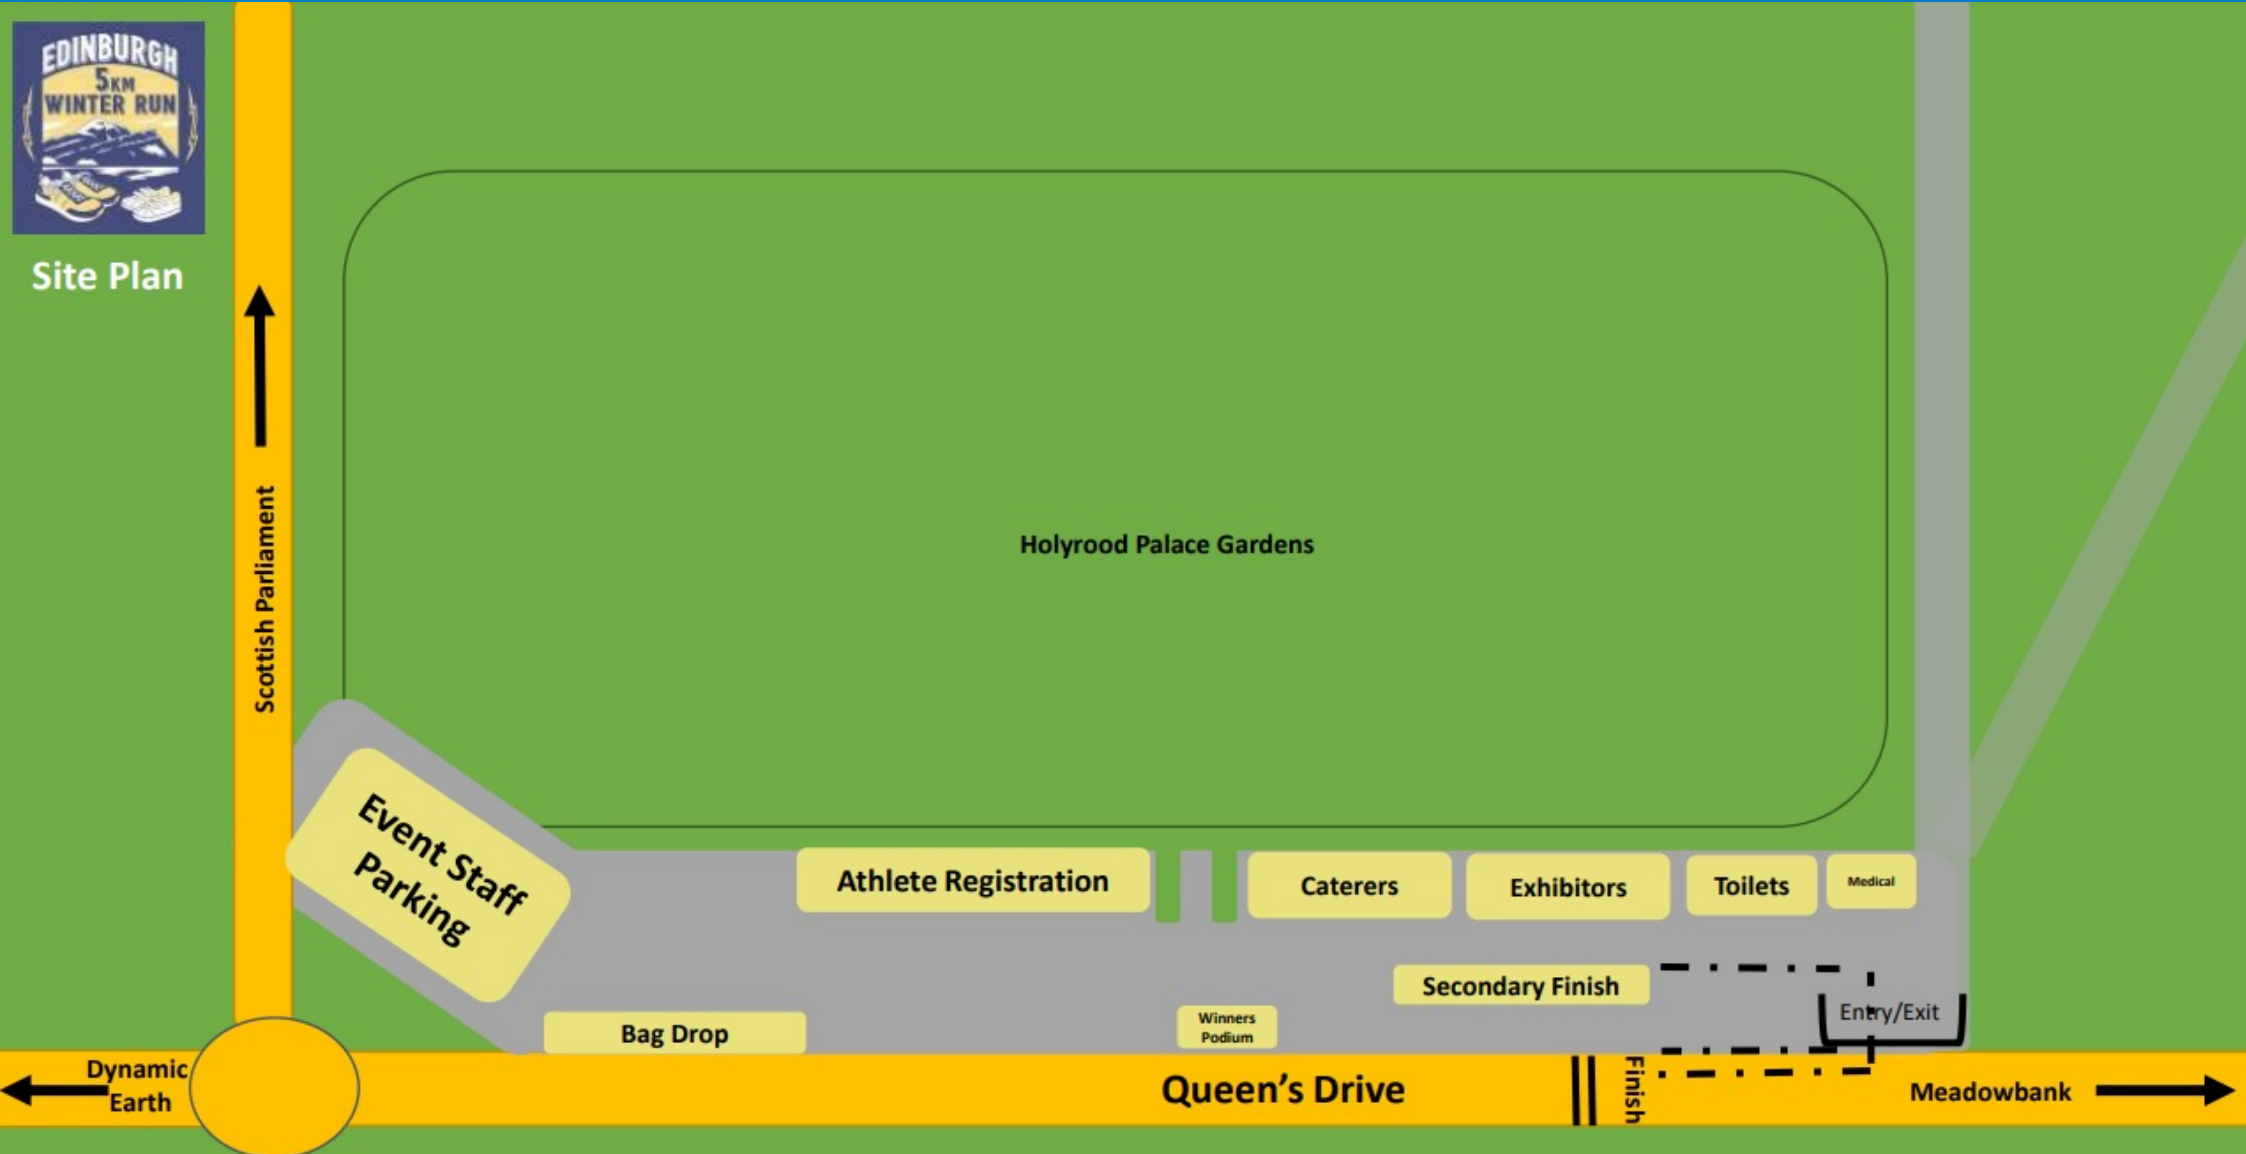 EDINBURGH
5KM
WINTER RUN
Site Plan
Scottish Parliament
Holyrood Palace Gardens
Event Staff
Parking
Athlete Registration
Caterers
Exhibitors
Toilets
Medical
Secondary Finish
Entry/Exit
Winners
Podium
Bag Drop
Dynamic
Earth
Queen's Drive
Finish
Meadowbank